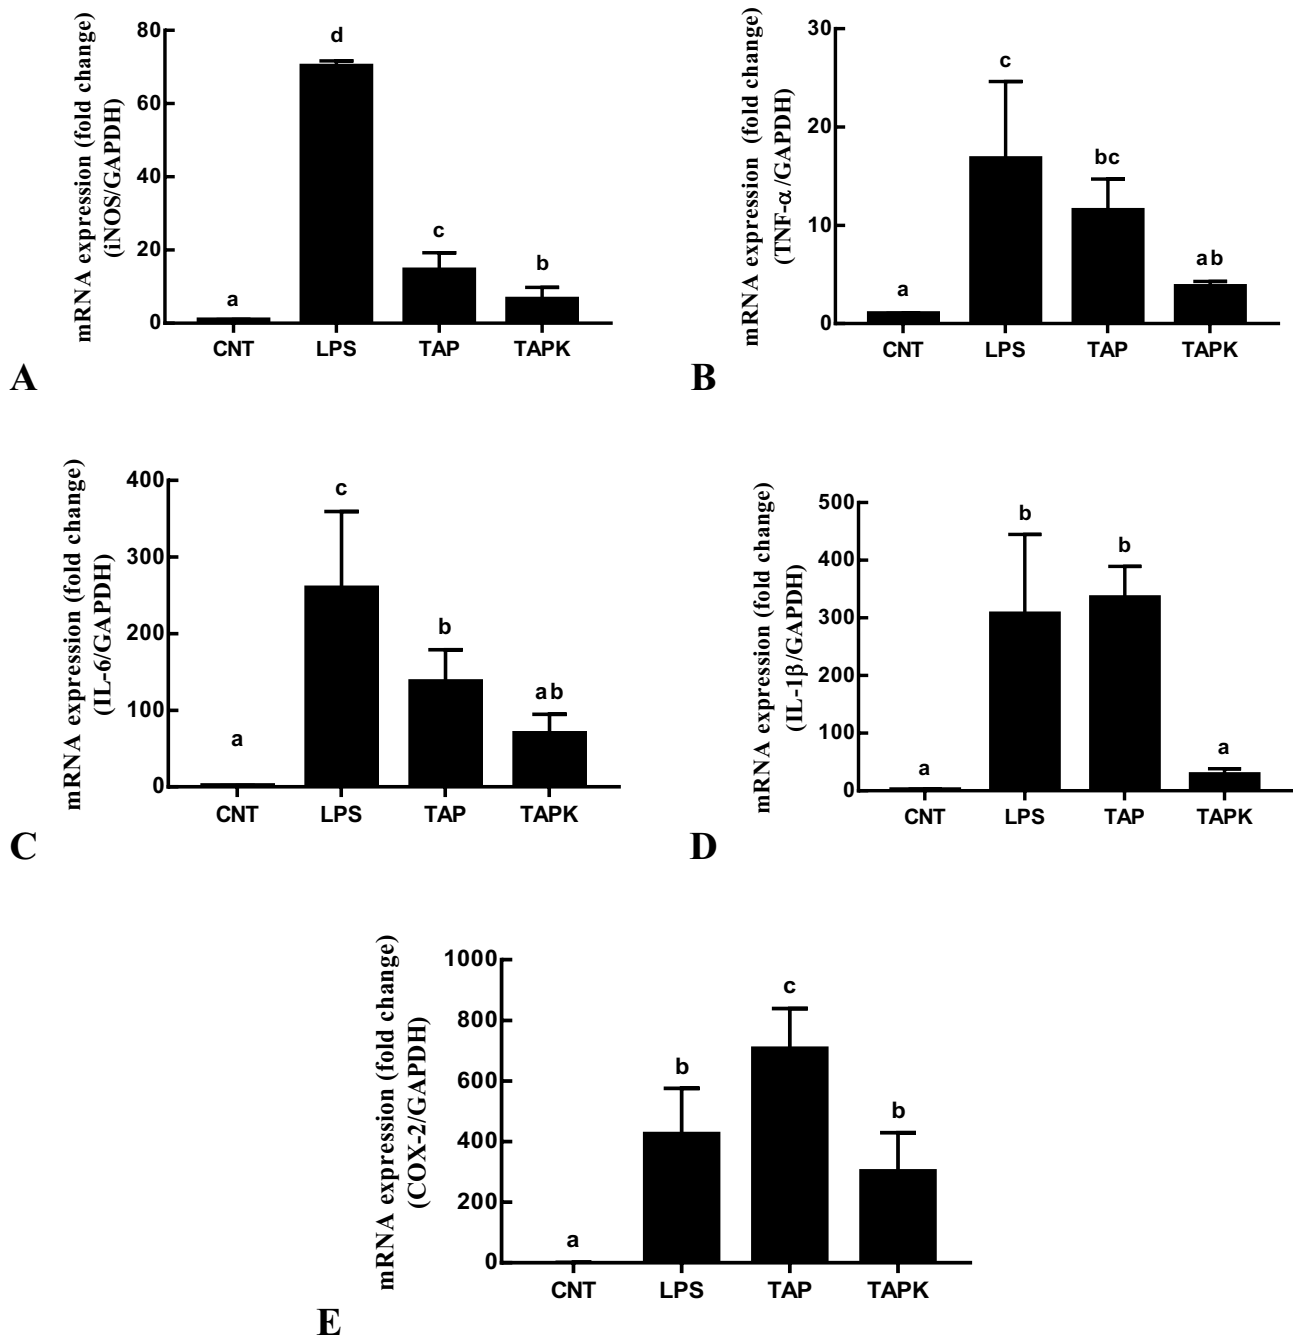 mRNA expression (fold change)
(iNOS/GAPDH)
80
60
40
20
0
a
d
c
b
CNT LPS TAP TAPK
A
mRNA expression (fold change)
(TNF-α/GAPDH)
30
20
10
0
a
c
bc
ab
CNT LPS TAP TAPK
B
mRNA expression (fold change)
(IL-6/GAPDH)
400
300
200
100
0
a
c
b
ab
CNT LPS TAP TAPK
C
mRNA expression (fold change)
(IL-1β/GAPDH)
500
400
300
200
100
0
a
b
b
a
CNT LPS TAP TAPK
D
mRNA expression (fold change)
(COX-2/GAPDH)
1000
800
600
400
200
0
a
b
c
b
CNT LPS TAP TAPK
E